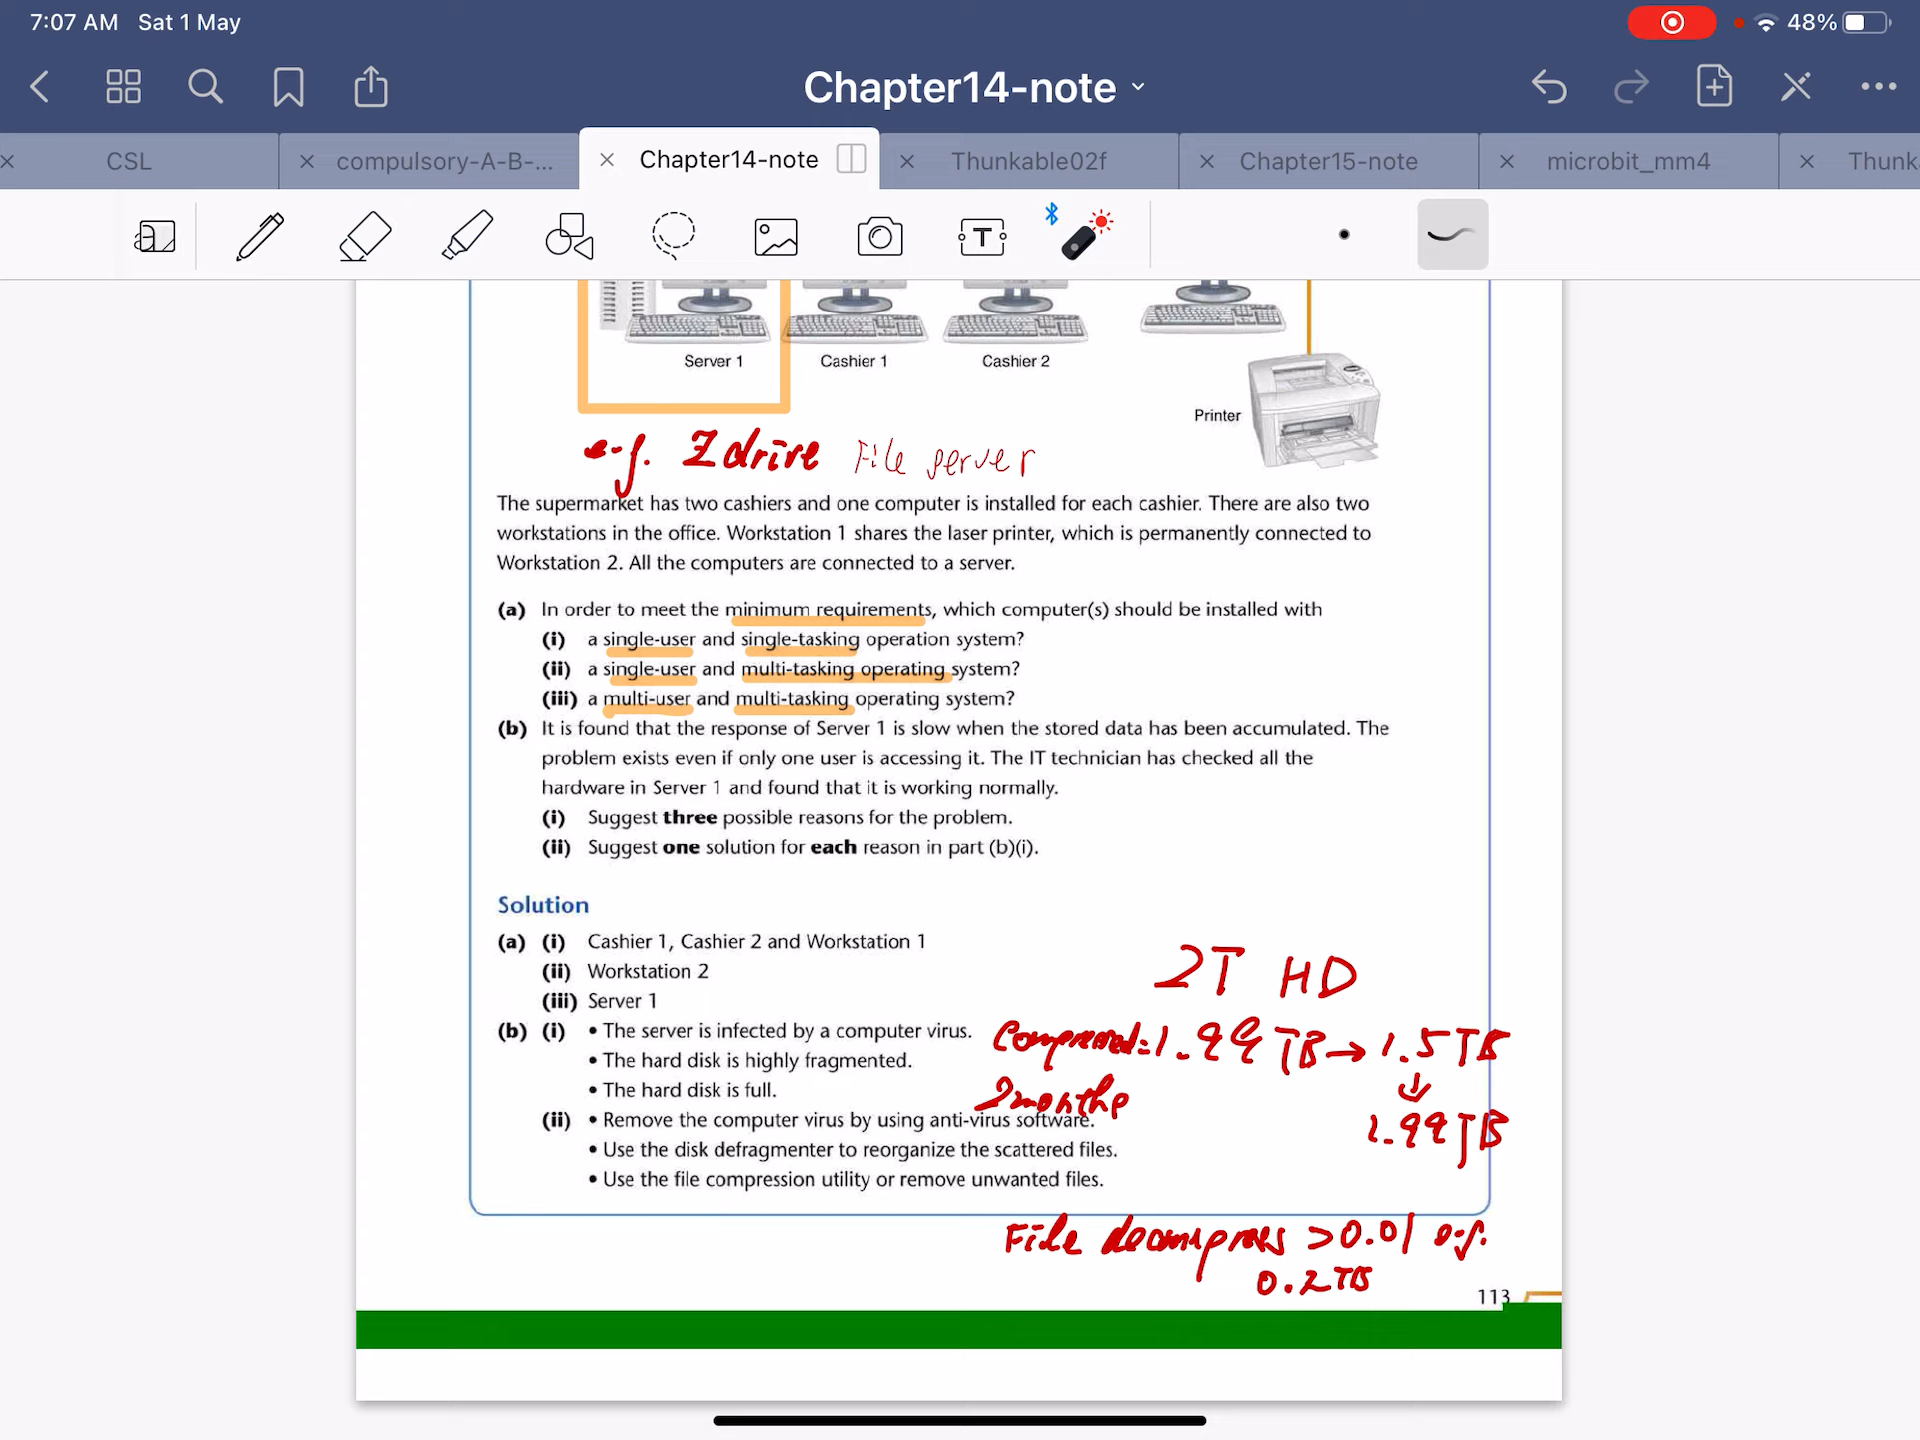 7:07 AM Sat 1 May
48%
Chapter14-note
CSL
compulsory-A-B-...
Chapter14-note
Thunkable02f
Chapter15-note
microbit_mm4
Thunk
Server 1
Cashier 1
Cashier 2
Printer
e.g. Z drive File server
The supermarket has two cashiers and one computer is installed for each cashier. There are also two
workstations in the office. Workstation 1 shares the laser printer, which is permanently connected to
Workstation 2. All the computers are connected to a server.
(a) In order to meet the minimum requirements, which computer(s) should be installed with
(i) a single-user and single-tasking operation system?
(ii) a single-user and multi-tasking operating system?
(iii) a multi-user and multi-tasking operating system?
(b) It is found that the response of Server 1 is slow when the stored data has been accumulated. The
problem exists even if only one user is accessing it. The IT technician has checked all the
hardware in Server 1 and found that it is working normally.
(i) Suggest three possible reasons for the problem.
(ii) Suggest one solution for each reason in part (b)(i).
Solution
(a) (i) Cashier 1, Cashier 2 and Workstation 1
(ii) Workstation 2
(iii) Server 1
2T HD
(b) (i) • The server is infected by a computer virus.
Compressed: 1.99 TB → 1.5 TB
• The hard disk is highly fragmented.
• The hard disk is full.
2 months
(ii) • Remove the computer virus by using anti-virus software.
1.99 TB
• Use the disk defragmenter to reorganize the scattered files.
• Use the file compression utility or remove unwanted files.
File decompress >0.01 e.g.
0.2 TB
113